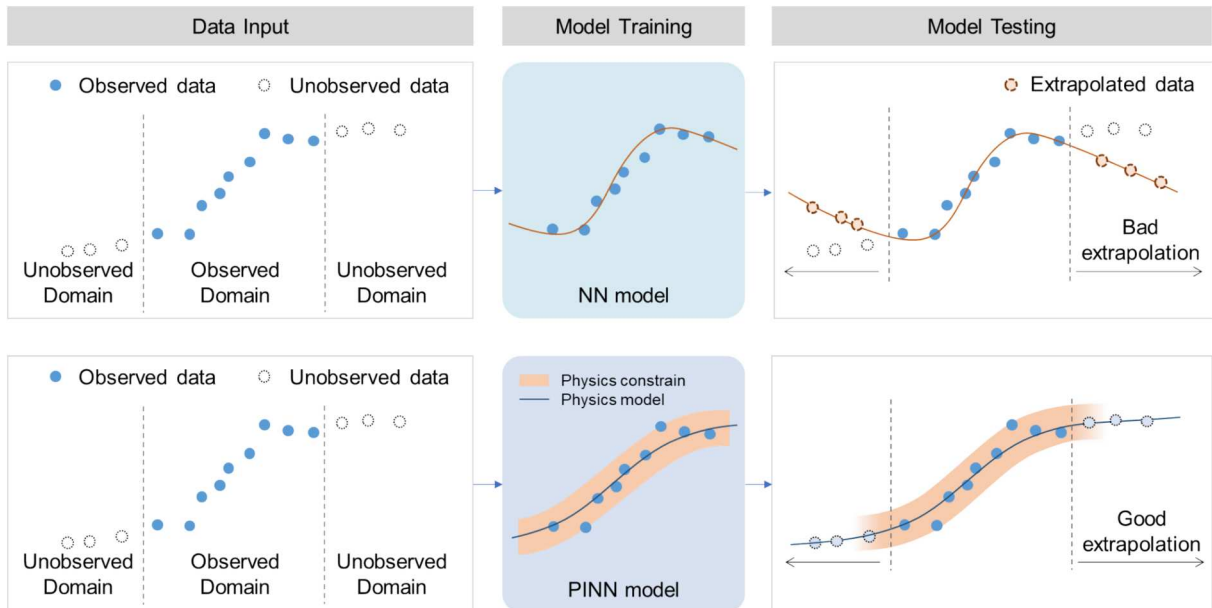 Data Input
Model Training
Model Testing
Observed data
Unobserved data
Unobserved
Domain
Observed
Domain
Unobserved
Domain
NN model
Extrapolated data
Bad
extrapolation
Observed data
Unobserved data
Unobserved
Domain
Observed
Domain
Unobserved
Domain
Physics constrain
Physics model
PINN model
Good
extrapolation